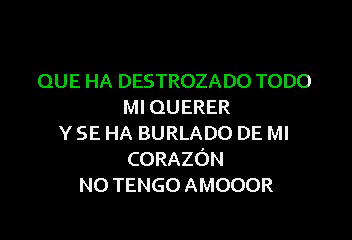 QUE HA DESTROZADO TODO
MI QUERER
Y SE HA BURLADO DE MI
CORAZÓN
NO TENGO AMOOOR